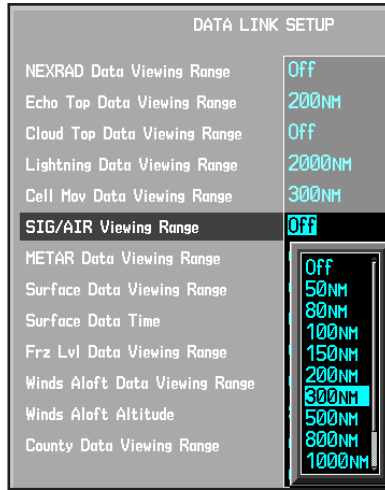 DATA LINK SETUP
NEXRAD Data Viewing Range Off
Echo Top Data Viewing Range 200NM
Cloud Top Data Viewing Range Off
Lightning Data Viewing Range 2000NM
Cell Mov Data Viewing Range 300NM
SIG/AIR Viewing Range Off
METAR Data Viewing Range
Surface Data Viewing Range
Surface Data Time
Frz Lvl Data Viewing Range
Winds Aloft Data Viewing Range
Winds Aloft Altitude
County Data Viewing Range
Off
50NM
80NM
100NM
150NM
200NM
300NM
500NM
800NM
1000NM